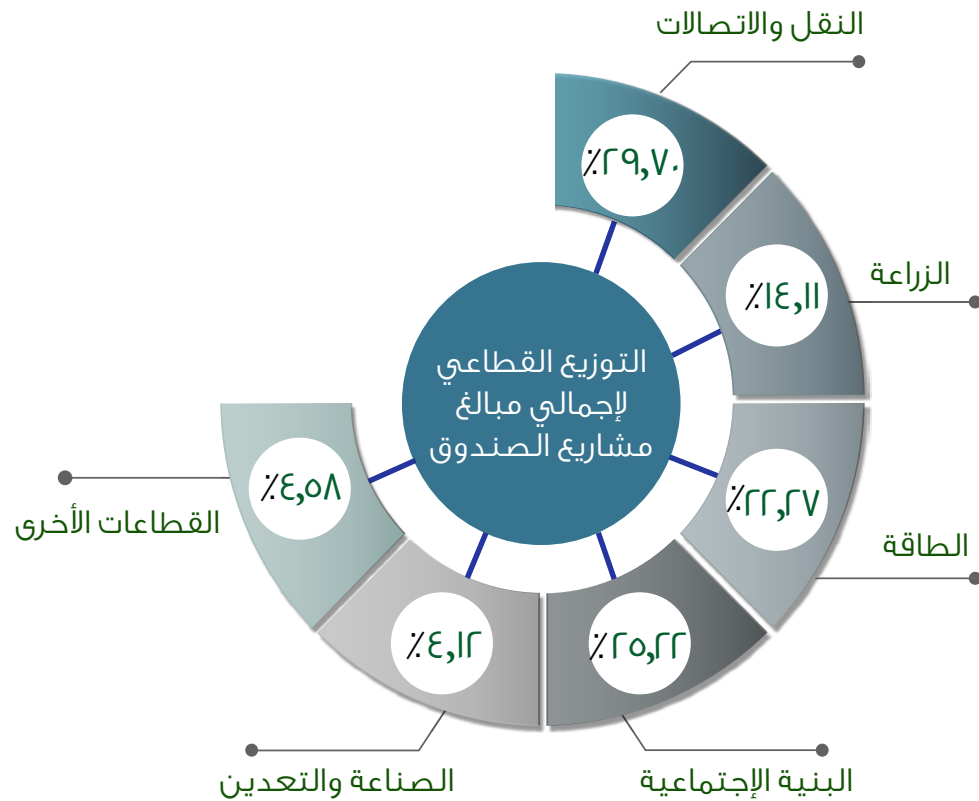 النقل والاتصالات
٪٢٩,٧٠
الزراعة
٪١٤,١١
التوزيع القطاعي
لإجمالي مبالغ
مشاريع الصندوق
الطاقة
٪٢٢,٢٧
البنية الإجتماعية
٪٢٥,٢٢
الصناعة والتعدين
٪٤,١٢
القطاعات الأخرى
٪٤,٥٨